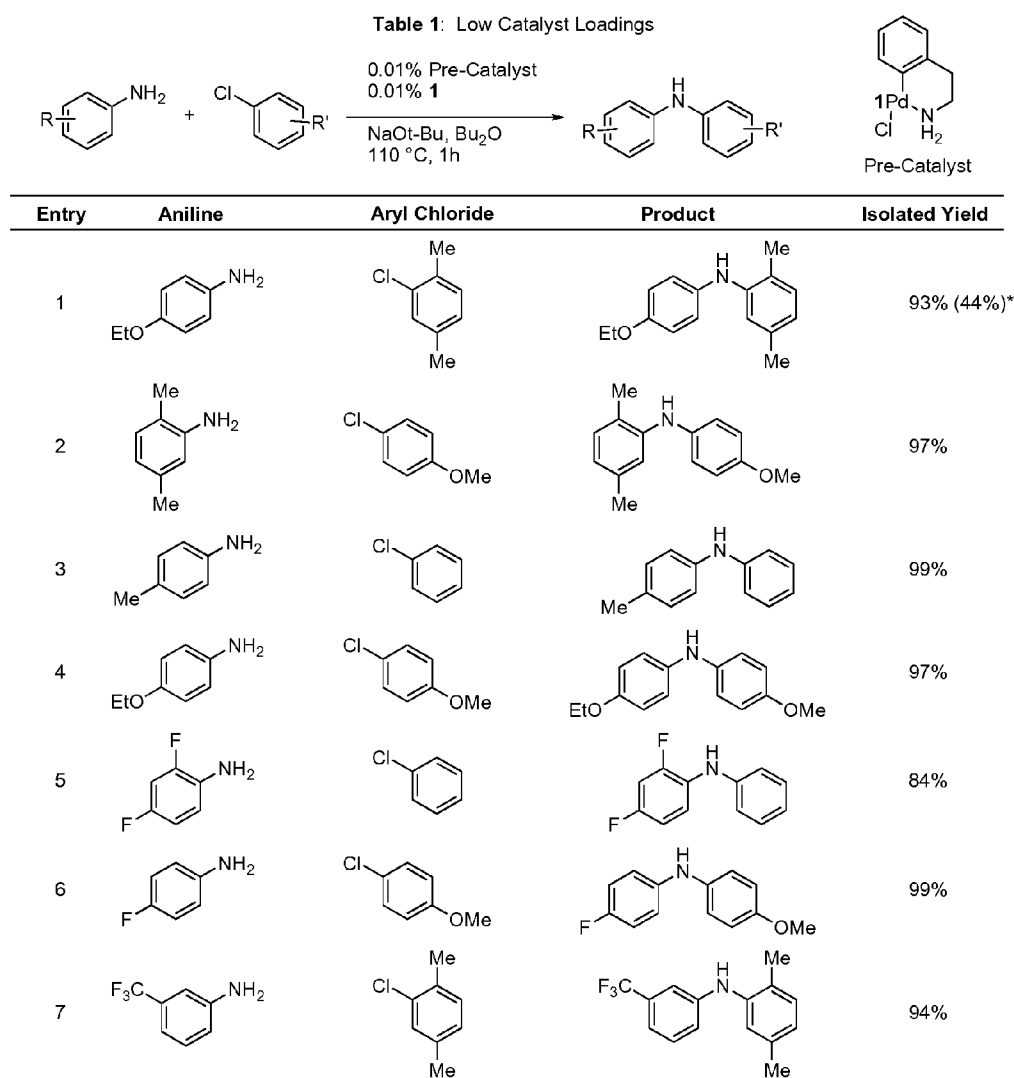 Table 1: Low Catalyst Loadings
NH2 Cl 0.01% Pre-Catalyst H
R + R' 0.01% 1 N
NaOt-Bu, Bu2O R R'
110 °C, 1h
1Pd
Cl N
H2
Pre-Catalyst
Entry Aniline Aryl Chloride Product Isolated Yield
Me H Me
NH2 Cl N
1 93% (44%)*
EtO EtO
Me Me
Me Me H
NH2 Cl N
2 97%
OMe OMe
Me Me
NH2 Cl H
N
3 99%
Me Me
NH2 Cl H
N
4 97%
EtO OMe EtO OMe
F Cl F H
NH2 N
5 84%
F F
NH2 Cl H
N
6 99%
F OMe F OMe
Me H Me
F3C NH2 Cl F3C N
7 94%
Me Me